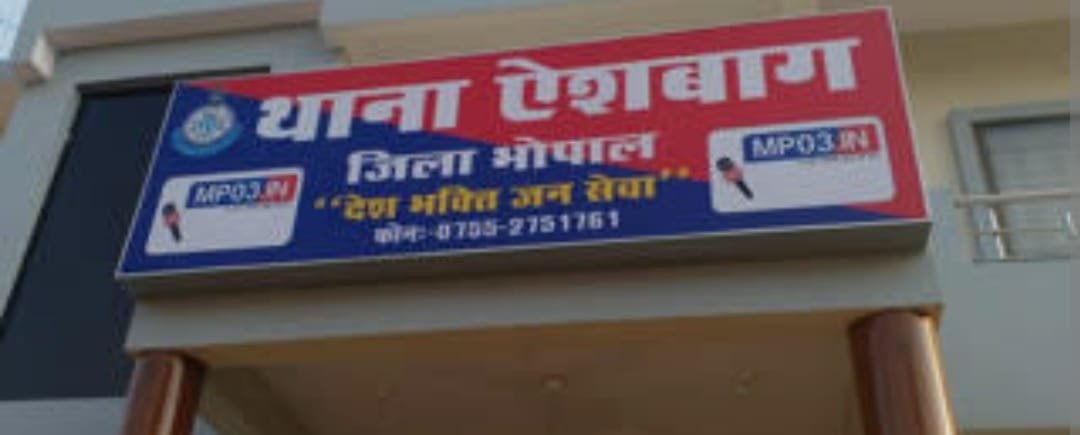 थाना ऐशबाग
जिला भोपाल
“देश भक्ति जन सेवा”
फोनः-0755-2751761
MP03.IN
MP03.IN